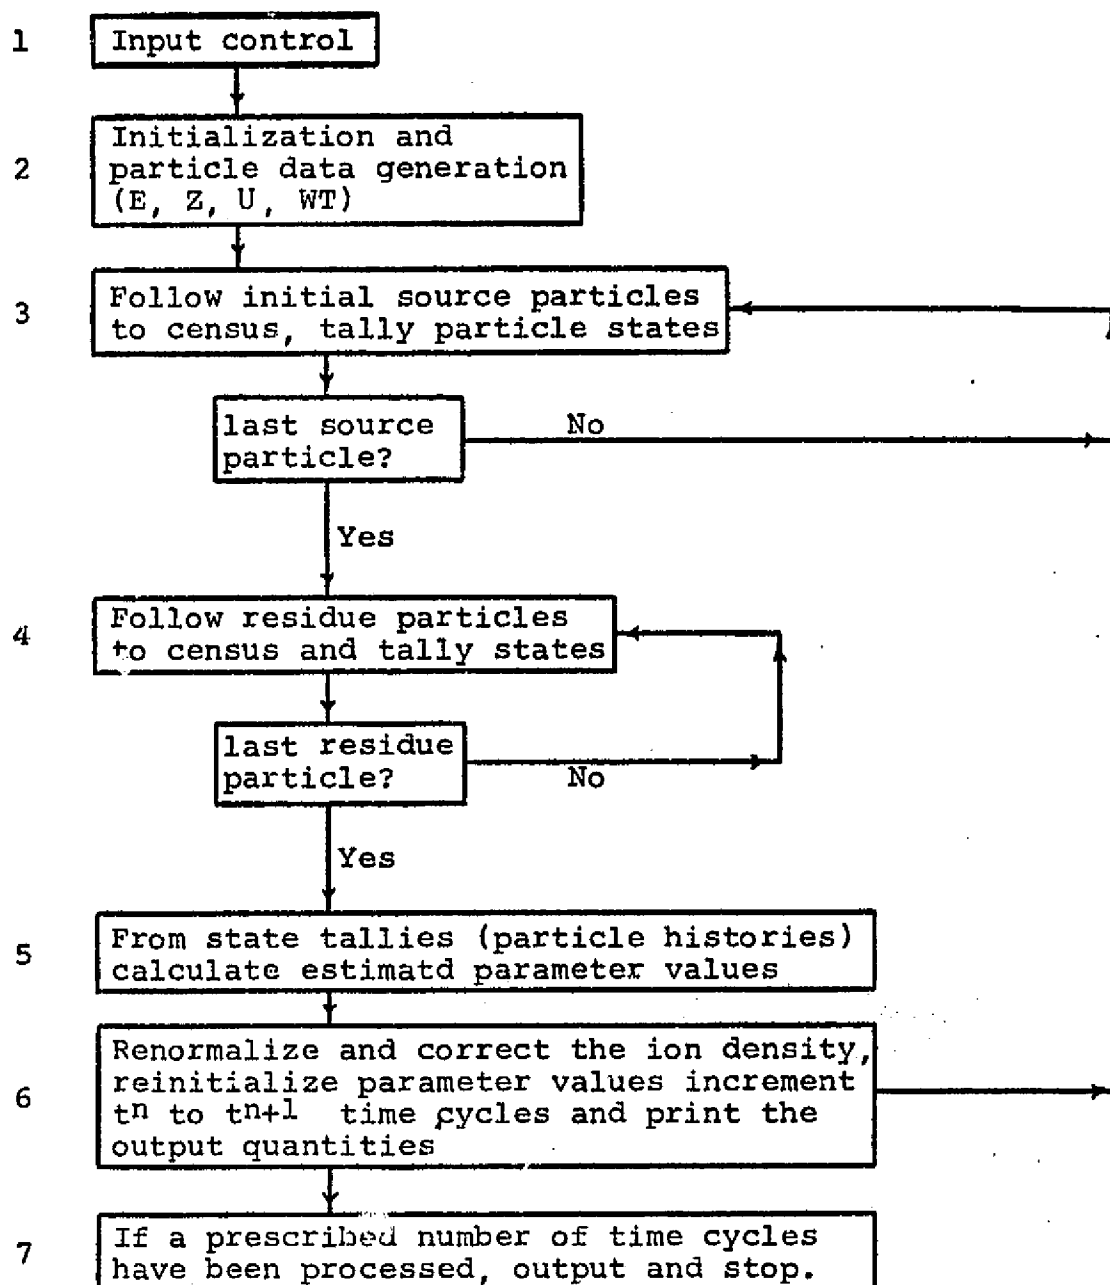 1 Input control
Initialization and
2 particle data generation
(E, Z, U, WT)
3 Follow initial source particles
to census, tally particle states
last source
particle?
No
Yes
4 Follow residue particles
to census and tally states
last residue
particle?
No
Yes
5 From state tallies (particle histories)
calculate estimatd parameter values
Renormalize and correct the ion density,
reinitialize parameter values increment
6 tn to tn+1 time cycles and print the
output quantities
7 If a prescribed number of time cycles
have been processed, output and stop.